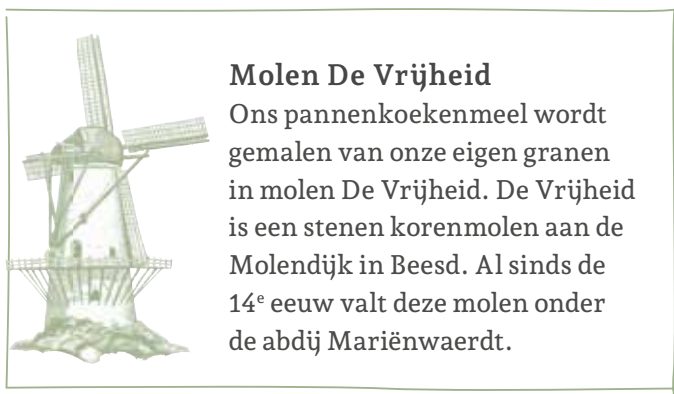 Molen De Vrijheid
Ons pannenkoekenmeel wordt
gemalen van onze eigen granen
in molen De Vrijheid. De Vrijheid
is een stenen korenmolen aan de
Molendijk in Beesd. Al sinds de
14e eeuw valt deze molen onder
de abdij Mariënwaerdt.